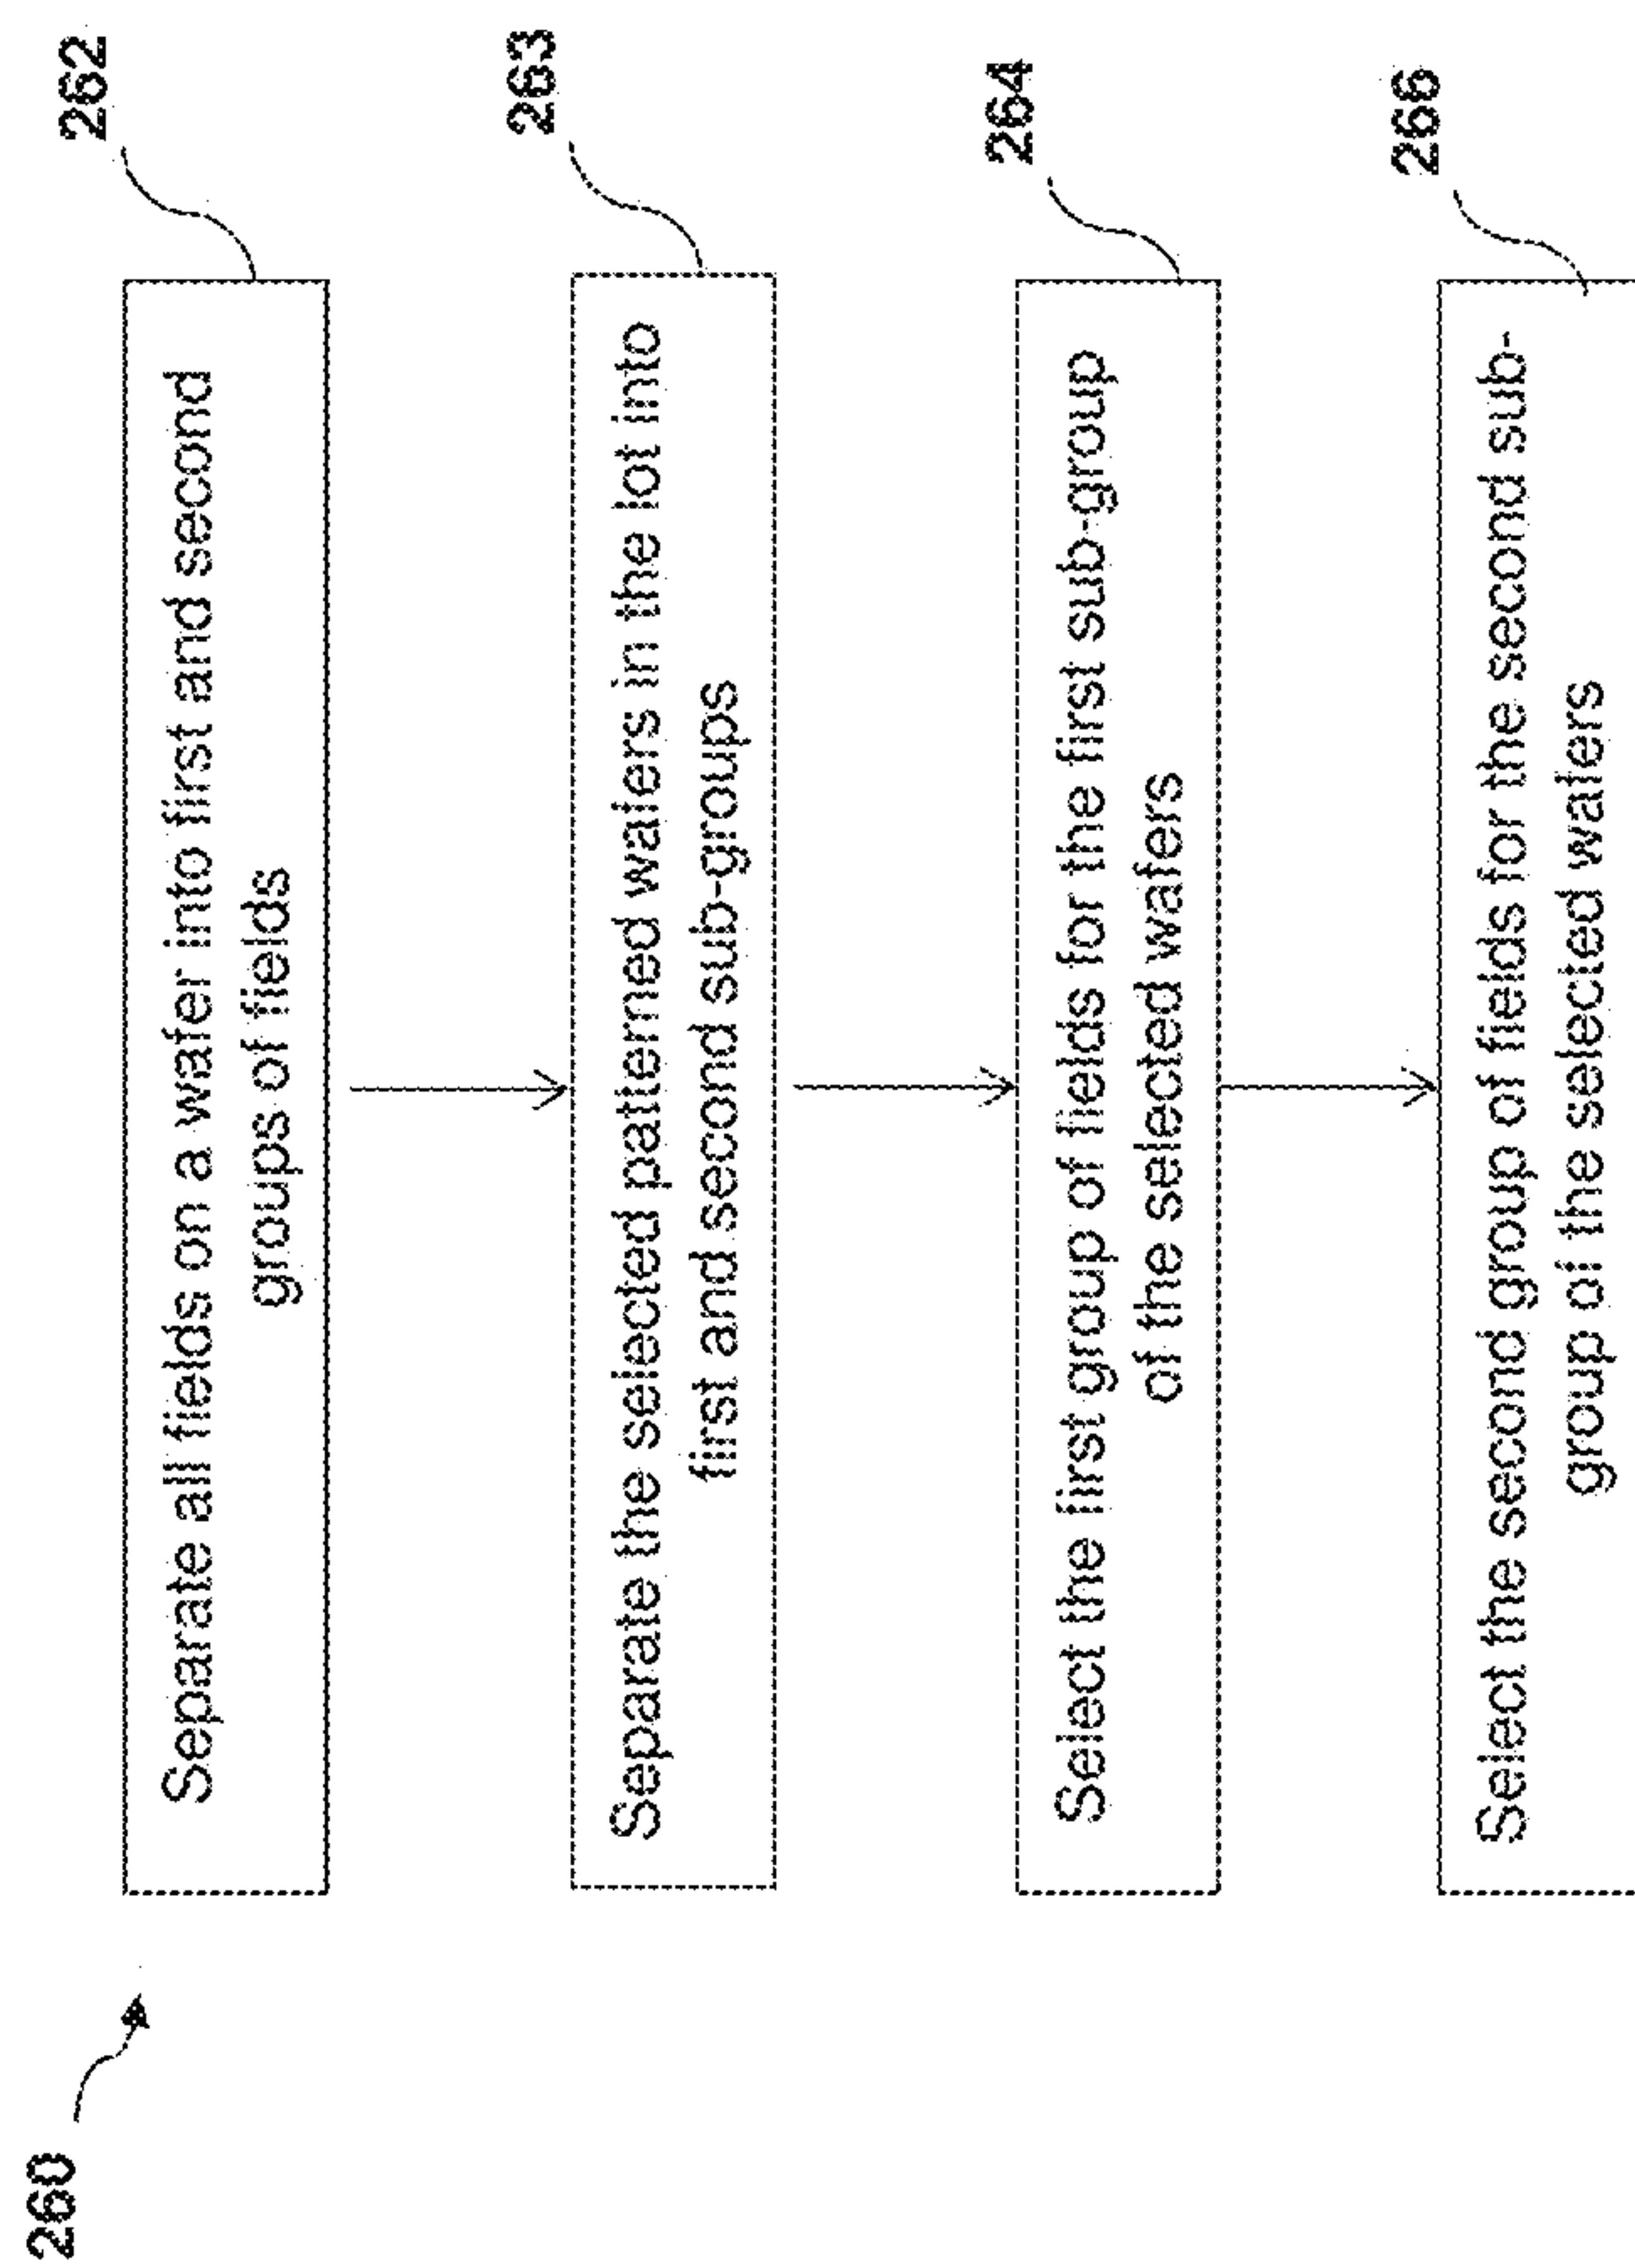 260
262
Separate all fields on a wafer into first and second
groups of fields
263
Separate the selected patterned wafers in the lot into
first and second sub-groups
264
Select the first group of fields for the first sub-group
of the selected wafers
266
Select the second group of fields for the second sub-
group of the selected wafers